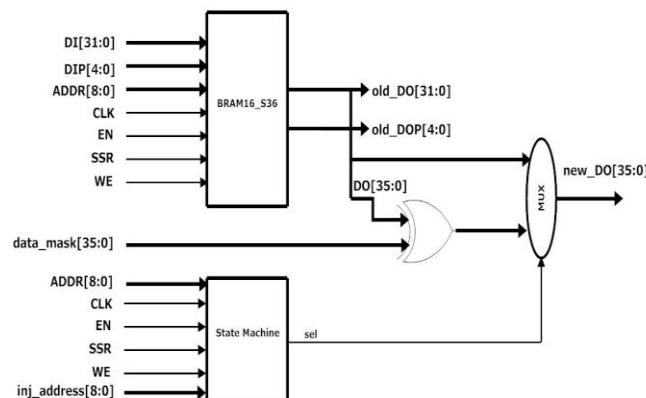 DI[31:0]
DIP[4:0]
ADDR[8:0]
CLK
EN
SSR
WE
BRAM16_S36
old_DO[31:0]
old_DOP[4:0]
DO[35:0]
MUX
new_DO[35:0]
data_mask[35:0]
ADDR[8:0]
CLK
EN
SSR
WE
inj_address[8:0]
State Machine
sel